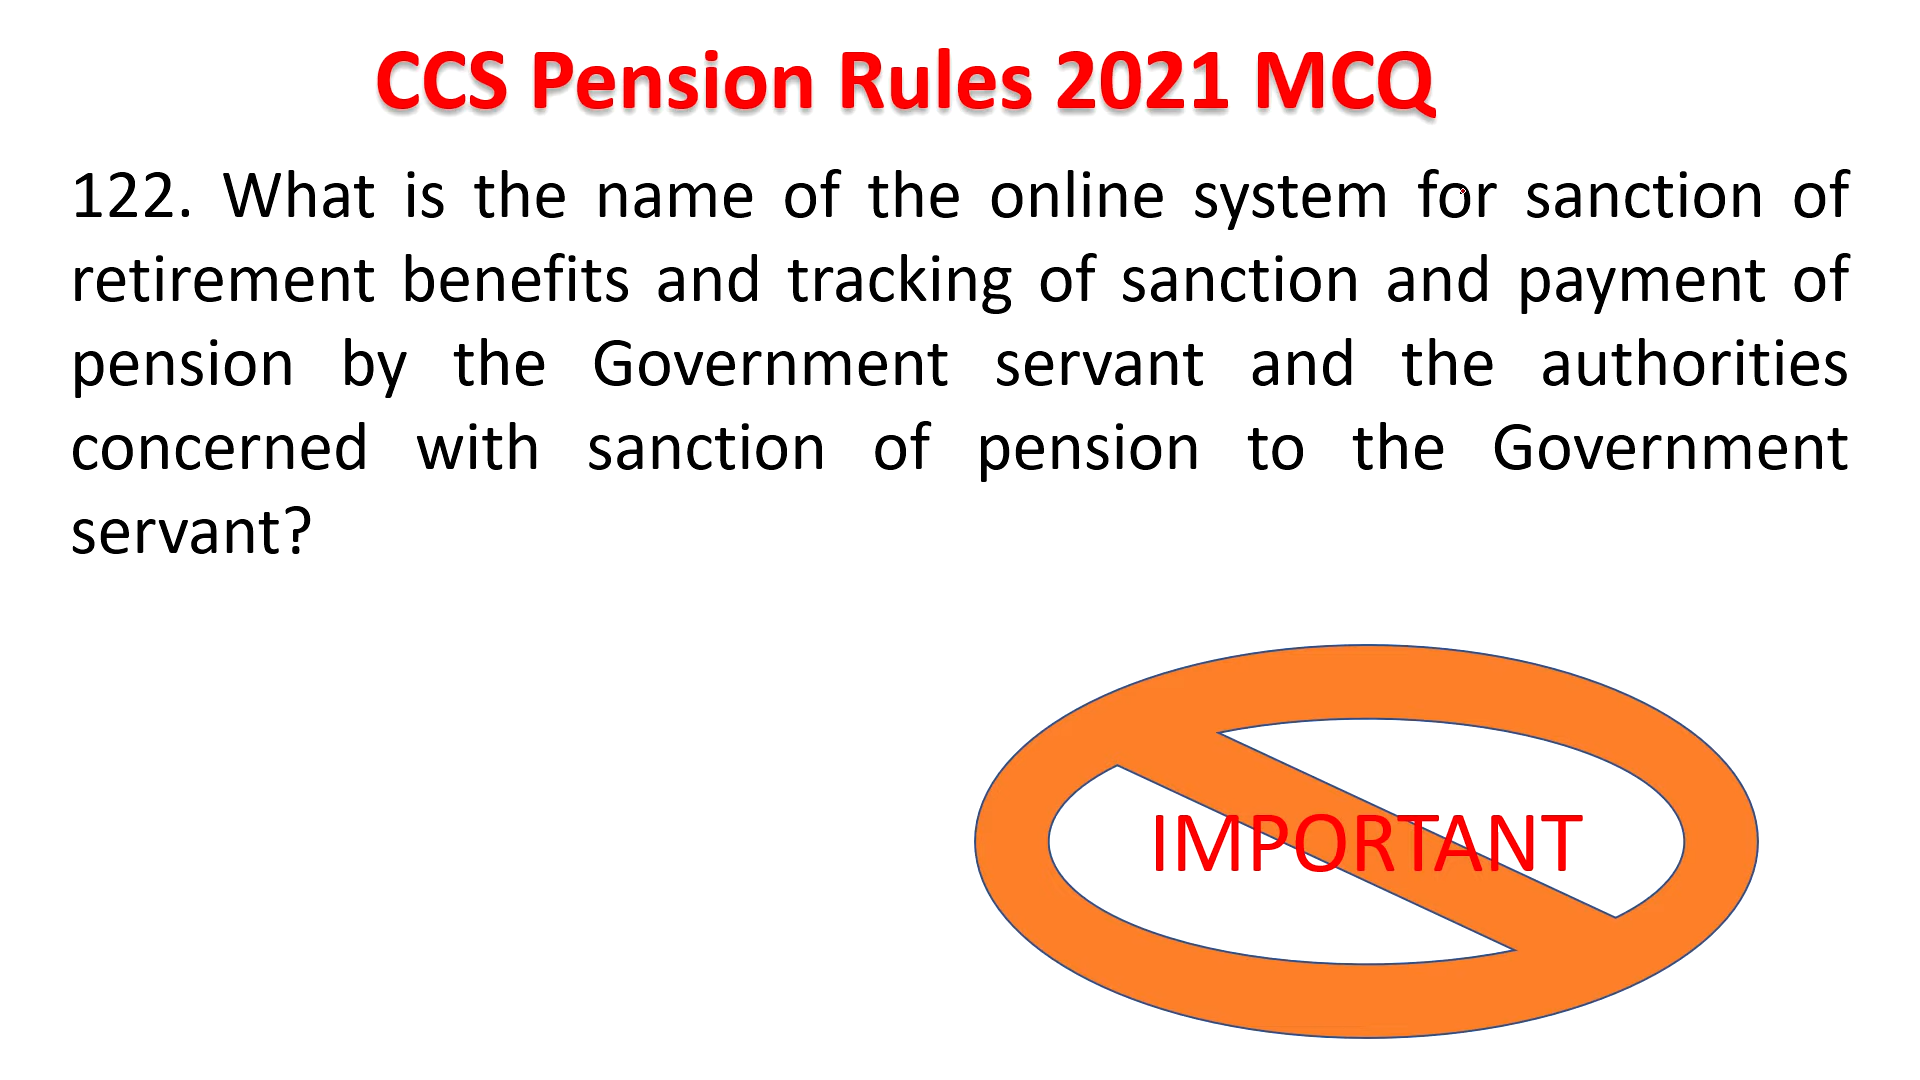 CCS Pension Rules 2021 MCQ
122. What is the name of the online system for sanction of
retirement benefits and tracking of sanction and payment of
pension by the Government servant and the authorities
concerned with sanction of pension to the Government
servant?
IMPORTANT